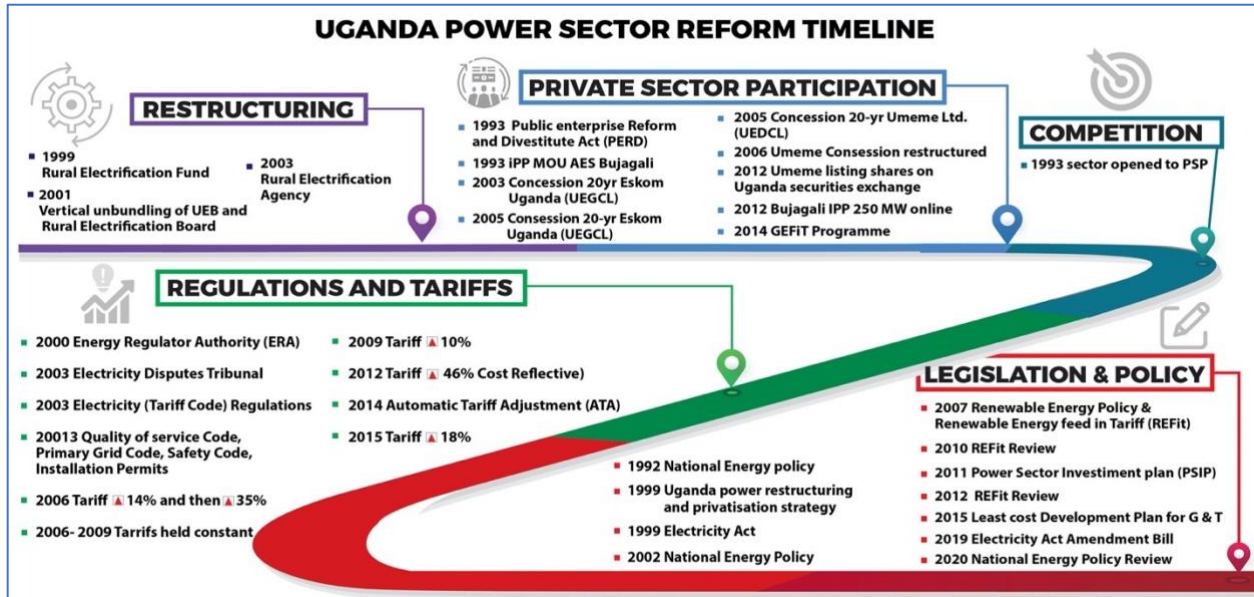 UGANDA POWER SECTOR REFORM TIMELINE
RESTRUCTURING
1999
Rural Electrification Fund
2001
Vertical unbundling of UEB and
Rural Electrification Board
2003
Rural Electrification
Agency
PRIVATE SECTOR PARTICIPATION
1993 Public enterprise Reform
and Divestitute Act (PERD)
1993 iPP MOU AES Bujagali
2003 Concession 20yr Eskom
Uganda (UEGCL)
2005 Consession 20-yr Eskom
Uganda (UEGCL)
2005 Concession 20-yr Umeme Ltd.
(UEDCL)
2006 Umeme Consession restructured
2012 Umeme listing shares on
Uganda securities exchange
2012 Bujagali IPP 250 MW online
2014 GEFiT Programme
COMPETITION
1993 sector opened to PSP
REGULATIONS AND TARIFFS
2000 Energy Regulator Authority (ERA)
2003 Electricity Disputes Tribunal
2003 Electricity (Tariff Code) Regulations
20013 Quality of service Code,
Primary Grid Code, Safety Code,
Installation Permits
2006 Tariff ▲ 14% and then ▲ 35%
2006- 2009 Tarrifs held constant
2009 Tariff ▲ 10%
2012 Tariff ▲ 46% Cost Reflective)
2014 Automatic Tariff Adjustment (ATA)
2015 Tariff ▲ 18%
LEGISLATION & POLICY
1992 National Energy policy
1999 Uganda power restructuring
and privatisation strategy
1999 Electricity Act
2002 National Energy Policy
2007 Renewable Energy Policy &
Renewable Energy feed in Tariff (REFit)
2010 REFit Review
2011 Power Sector Investiment plan (PSIP)
2012 REFit Review
2015 Least cost Development Plan for G & T
2019 Electricity Act Amendment Bill
2020 National Energy Policy Review